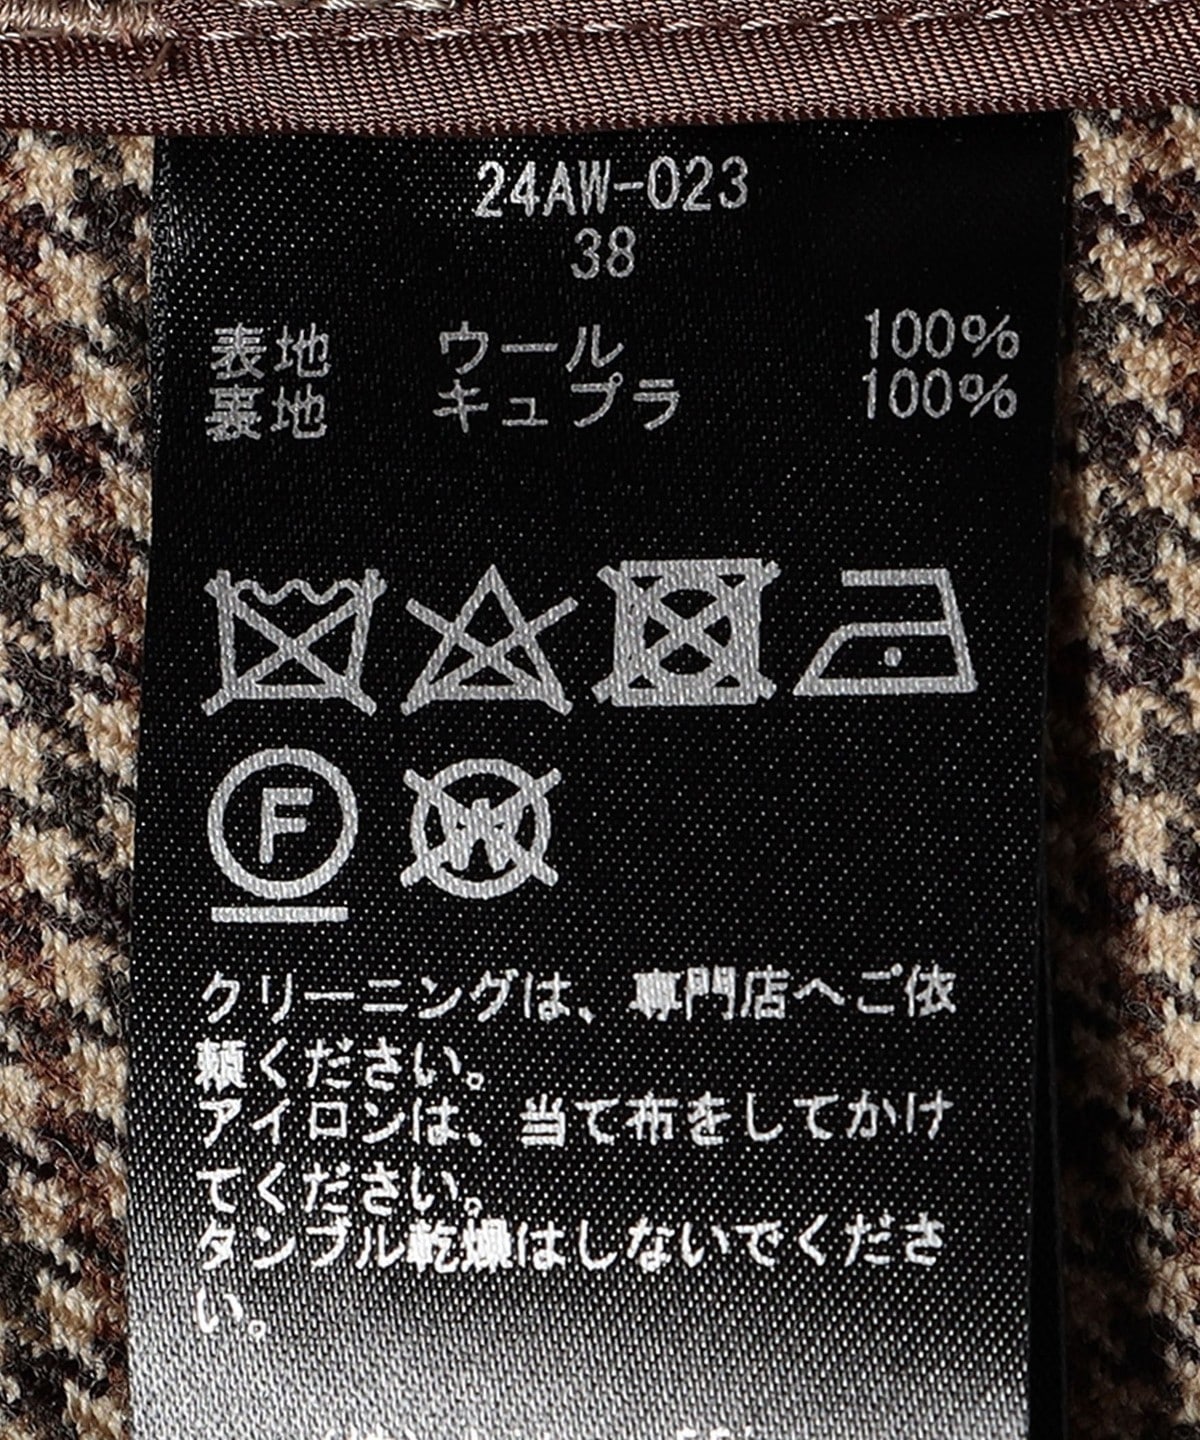 24AW-023
38
表地 ウール 100%
裏地 キュプラ 100%
F
W
クリーニングは、専門店へご依
頼ください。
アイロンは、当て布をしてかけ
てください。
タンブル乾燥はしないでくださ
い。